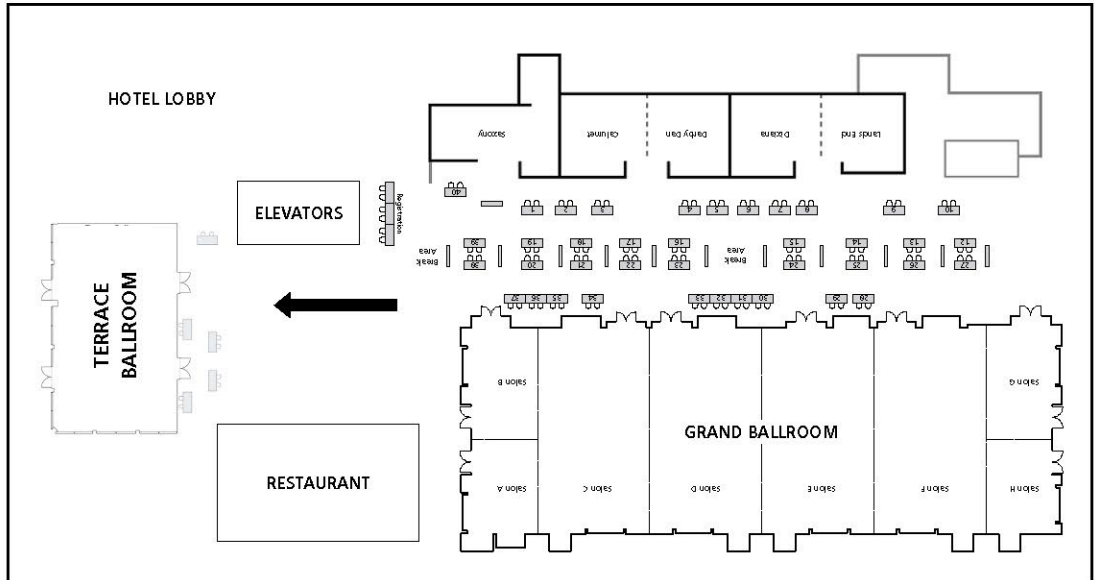 HOTEL LOBBY
Saxony
Calumet
Darby Dan
Dixiana
Lands End
ELEVATORS
Registration
40
1
2
3
4
5
6
7
8
9
10
Break
Area
39
19
18
17
16
Break
Area
15
14
13
12
38
20
21
22
23
24
25
26
27
37
36
35
34
33
32
31
30
29
28
TERRACE
BALLROOM
RESTAURANT
GRAND BALLROOM
Salon B
Salon G
Salon A
Salon C
Salon D
Salon E
Salon F
Salon H